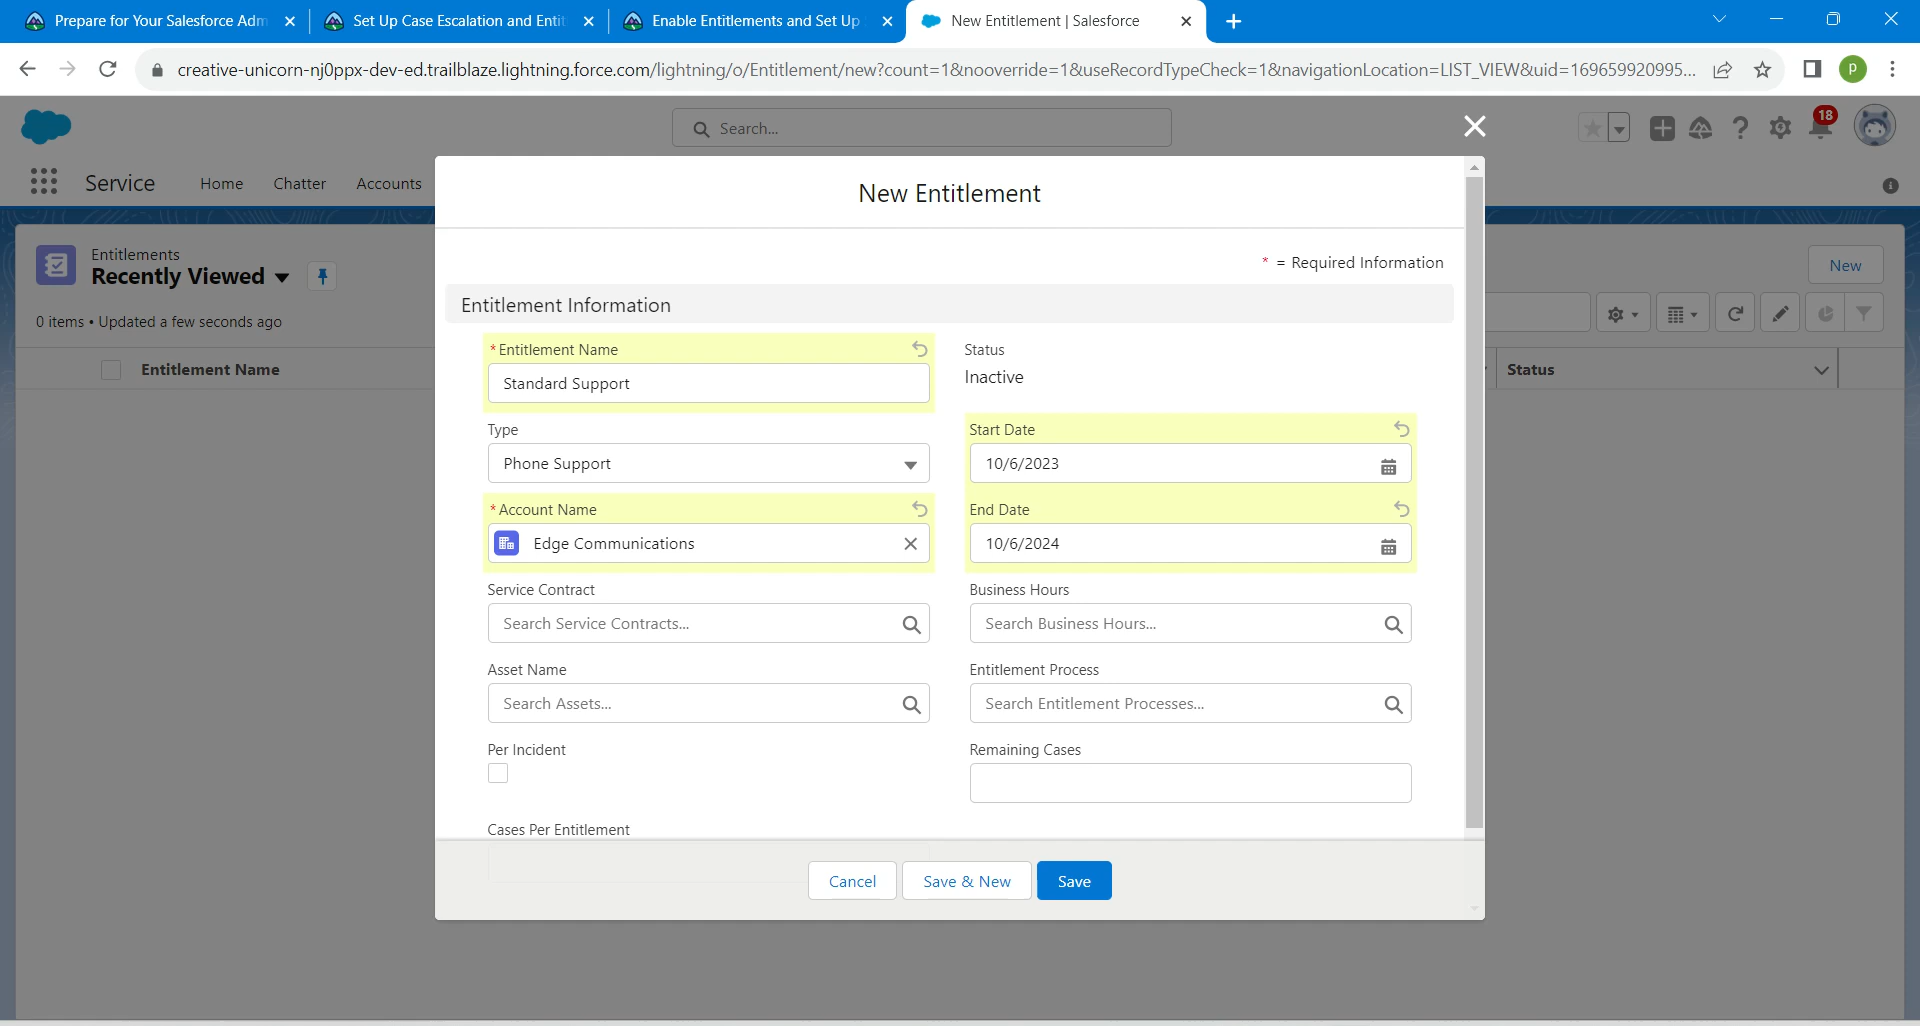 Prepare for Your Salesforce Adm
Set Up Case Escalation and Entit
Enable Entitlements and Set Up
New Entitlement | Salesforce
creative-unicorn-nj0ppx-dev-ed.trailblaze.lightning.force.com/lightning/o/Entitlement/new?count=1&nooverride=1&useRecordTypeCheck=1&navigationLocation=LIST_VIEW&uid=169659920995...
P
Search...
18
Service
Home
Chatter
Accounts
New Entitlement
* = Required Information
Entitlements
Recently Viewed
New
0 items • Updated a few seconds ago
Entitlement Name
Status
Entitlement Information
*Entitlement Name
Standard Support
Status
Inactive
Type
Phone Support
Start Date
10/6/2023
*Account Name
Edge Communications
End Date
10/6/2024
Service Contract
Search Service Contracts...
Business Hours
Search Business Hours...
Asset Name
Search Assets...
Entitlement Process
Search Entitlement Processes...
Per Incident
Remaining Cases
Cases Per Entitlement
Cancel
Save & New
Save